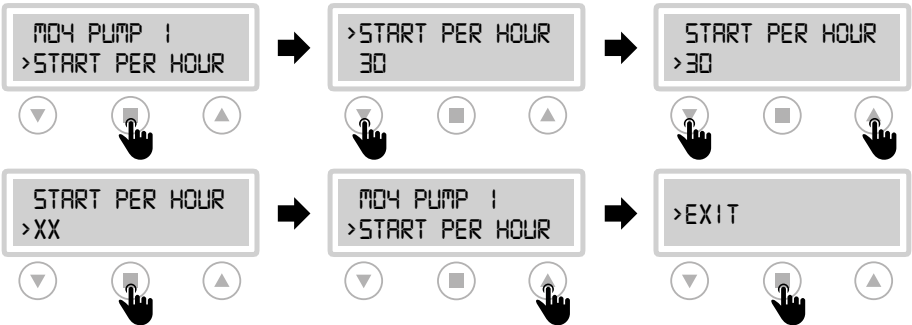 M04 PUMP 1
>START PER HOUR
>START PER HOUR
30
START PER HOUR
>30
START PER HOUR
>XX
M04 PUMP 1
>START PER HOUR
>EXIT